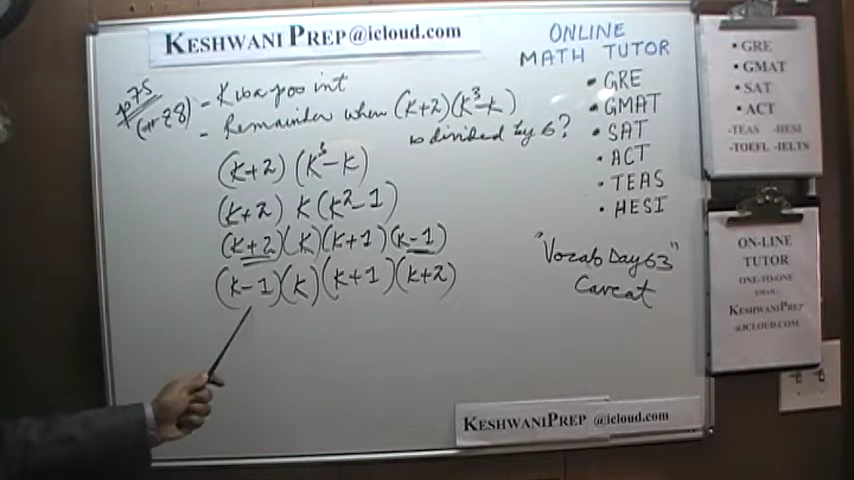 KESHWANI PREP@icloud.com
p75
(Qtr 28)
- K is a pos int
- Remainder when (K+2)(K³-K)
is divided by 6?
(K+2) (K³-K)
(K+2) K(K²-1)
(K+2)(K)(K+1)(K-1)
(K-1)(K)(K+1)(K+2)
ONLINE
MATH TUTOR
• GRE
• GMAT
• SAT
• ACT
• TEAS
• HESI
"Vocab Day 63"
Caveat
• GRE
• GMAT
• SAT
• ACT
-TEAS -HESI
-TOEFL -IELTS
ON-LINE
TUTOR
ONE-TO-ONE
KESHWANIPREP
@ICLOUD.COM
KESHWANIPREP @icloud.com